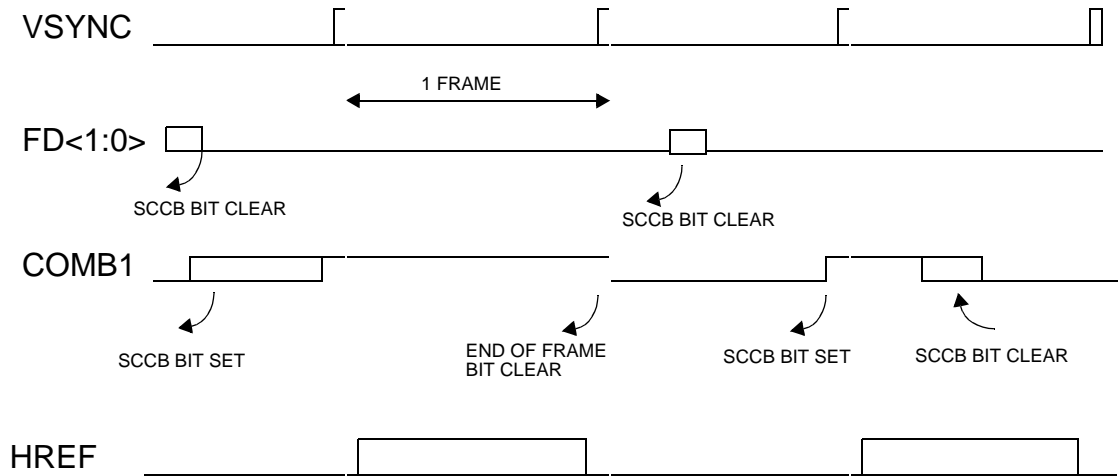 VSYNC
1 FRAME
FD<1:0>
SCCB BIT CLEAR
SCCB BIT CLEAR
COMB1
SCCB BIT SET
END OF FRAME
BIT CLEAR
SCCB BIT SET
SCCB BIT CLEAR
HREF